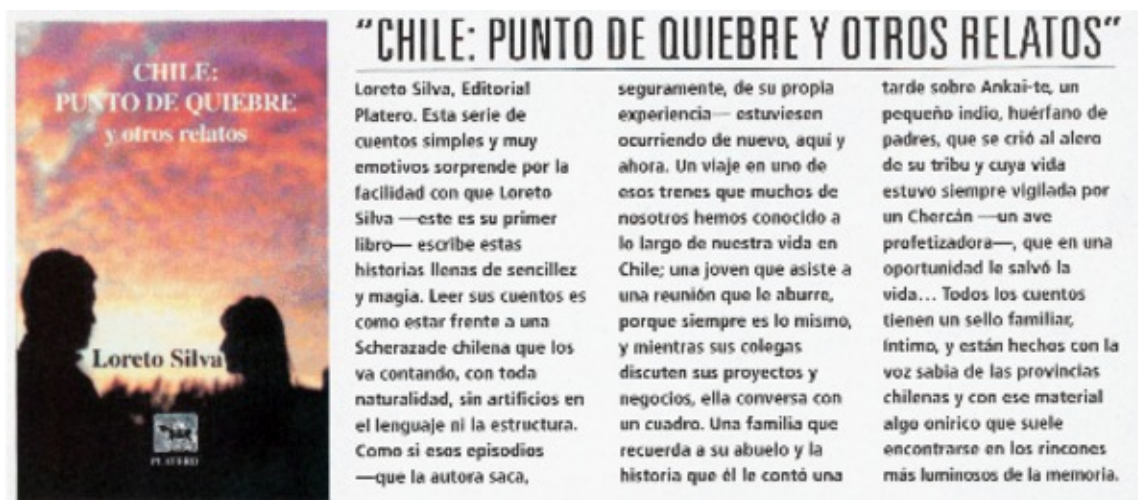 CHILE:
PUNTO DE QUIEBRE
y otros relatos
Loreto Silva
PLATERO
“CHILE: PUNTO DE QUIEBRE Y OTROS RELATOS”
Loreto Silva, Editorial
Platero. Esta serie de
cuentos simples y muy
emotivos sorprende por la
facilidad con que Loreto
Silva —este es su primer
libro— escribe estas
historias llenas de sencillez
y magia. Leer sus cuentos es
como estar frente a una
Scherazade chilena que los
va contando, con toda
naturalidad, sin artificios en
el lenguaje ni la estructura.
Como si esos episodios
—que la autora saca,
seguramente, de su propia
experiencia— estuviesen
ocurriendo de nuevo, aquí y
ahora. Un viaje en uno de
esos trenes que muchos de
nosotros hemos conocido a
lo largo de nuestra vida en
Chile; una joven que asiste a
una reunión que le aburre,
porque siempre es lo mismo,
y mientras sus colegas
discuten sus proyectos y
negocios, ella conversa con
un cuadro. Una familia que
recuerda a su abuelo y la
historia que él le contó una
tarde sobre Ankai-te, un
pequeño indio, huérfano de
padres, que se crió al alero
de su tribu y cuya vida
estuvo siempre vigilada por
un Chercán —un ave
profetizadora—, que en una
oportunidad le salvó la
vida... Todos los cuentos
tienen un sello familiar,
íntimo, y están hechos con la
voz sabia de las provincias
chilenas y con ese material
algo onirico que suele
encontrarse en los rincones
más luminosos de la memoria.